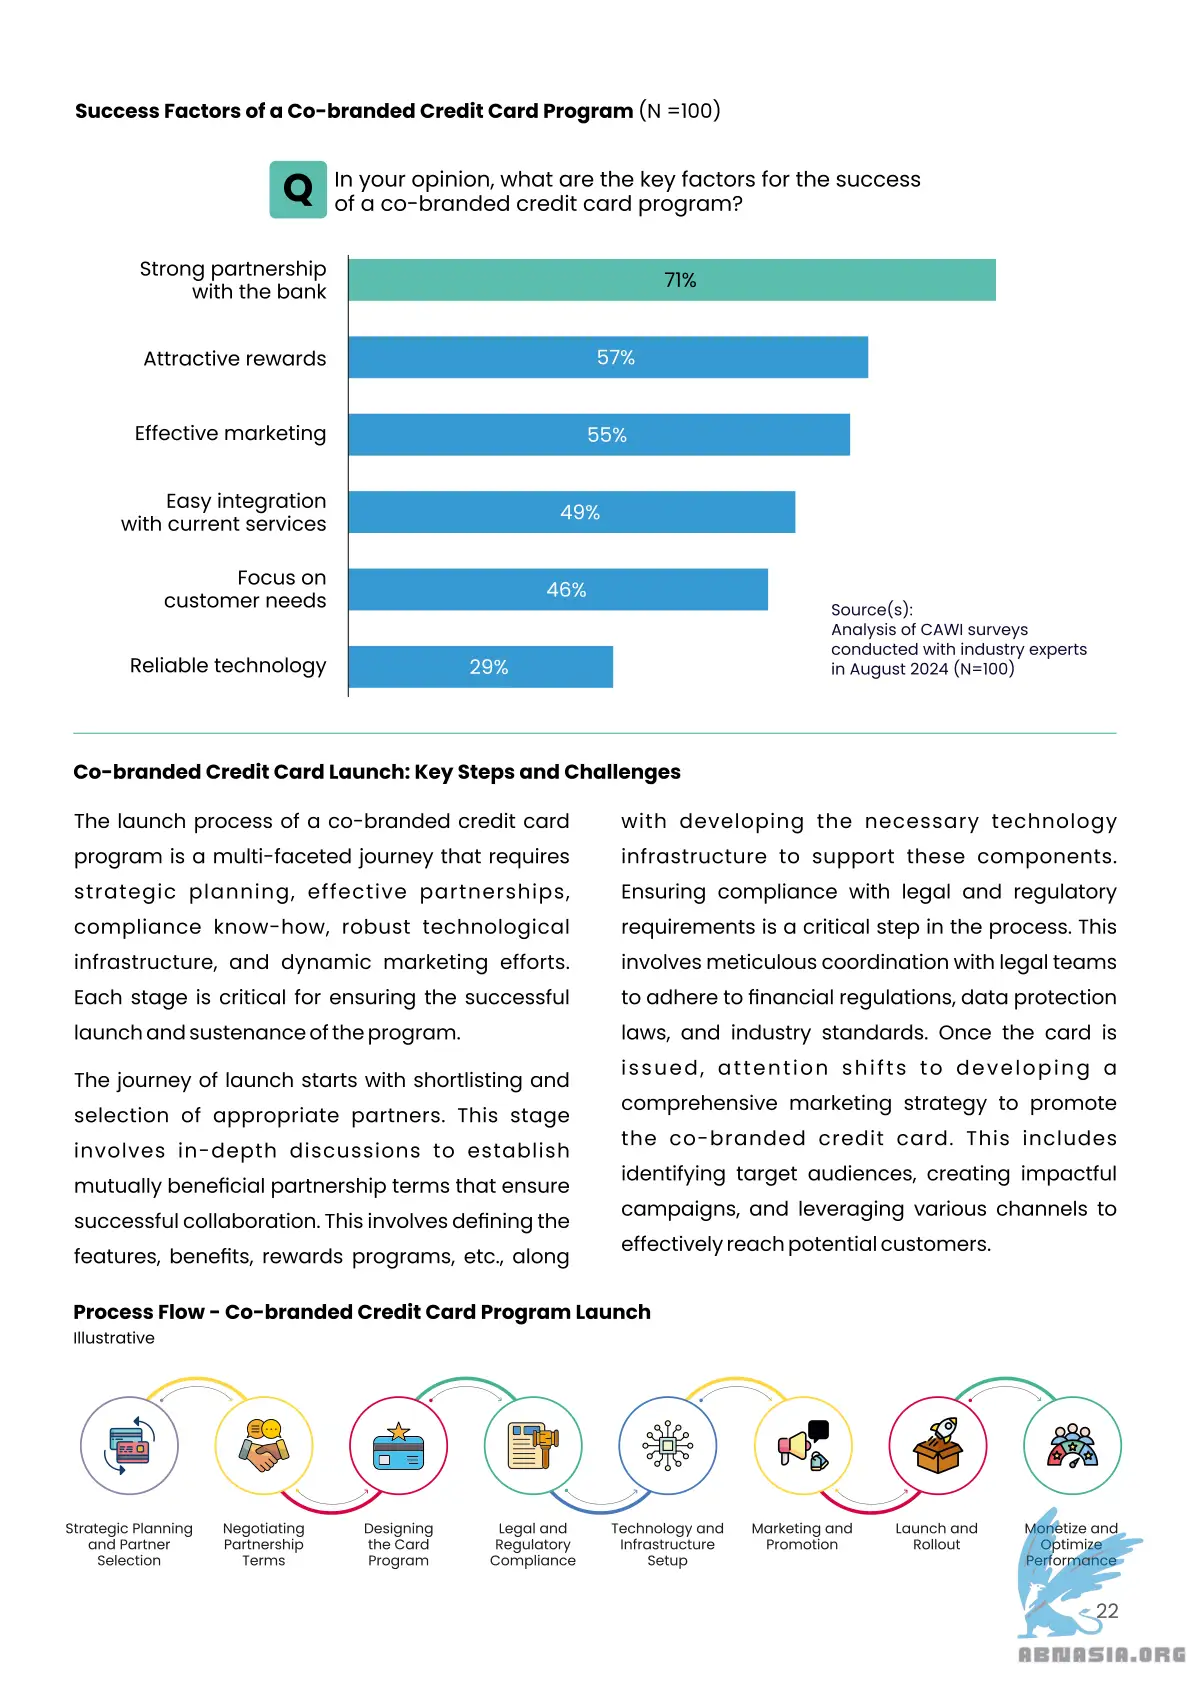 Success Factors of a Co-branded Credit Card Program (N =100)
Q
In your opinion, what are the key factors for the success
of a co-branded credit card program?
Strong partnership
with the bank
71%
Attractive rewards
57%
Effective marketing
55%
Easy integration
with current services
49%
Focus on
customer needs
46%
Reliable technology
29%
Source(s):
Analysis of CAWI surveys
conducted with industry experts
in August 2024 (N=100)
Co-branded Credit Card Launch: Key Steps and Challenges
The launch process of a co-branded credit card
program is a multi-faceted journey that requires
strategic planning, effective partnerships,
compliance know-how, robust technological
infrastructure, and dynamic marketing efforts.
Each stage is critical for ensuring the successful
launch and sustenance of the program.
The journey of launch starts with shortlisting and
selection of appropriate partners. This stage
involves in-depth discussions to establish
mutually beneficial partnership terms that ensure
successful collaboration. This involves defining the
features, benefits, rewards programs, etc., along
with developing the necessary technology
infrastructure to support these components.
Ensuring compliance with legal and regulatory
requirements is a critical step in the process. This
involves meticulous coordination with legal teams
to adhere to financial regulations, data protection
laws, and industry standards. Once the card is
issued, attention shifts to developing a
comprehensive marketing strategy to promote
the co-branded credit card. This includes
identifying target audiences, creating impactful
campaigns, and leveraging various channels to
effectively reach potential customers.
Process Flow - Co-branded Credit Card Program Launch
Illustrative
Strategic Planning
and Partner
Selection
Negotiating
Partnership
Terms
Designing
the Card
Program
Legal and
Regulatory
Compliance
Technology and
Infrastructure
Setup
Marketing and
Promotion
Launch and
Rollout
Monetize and
Optimize
Performance
22
ABNASIA.ORG